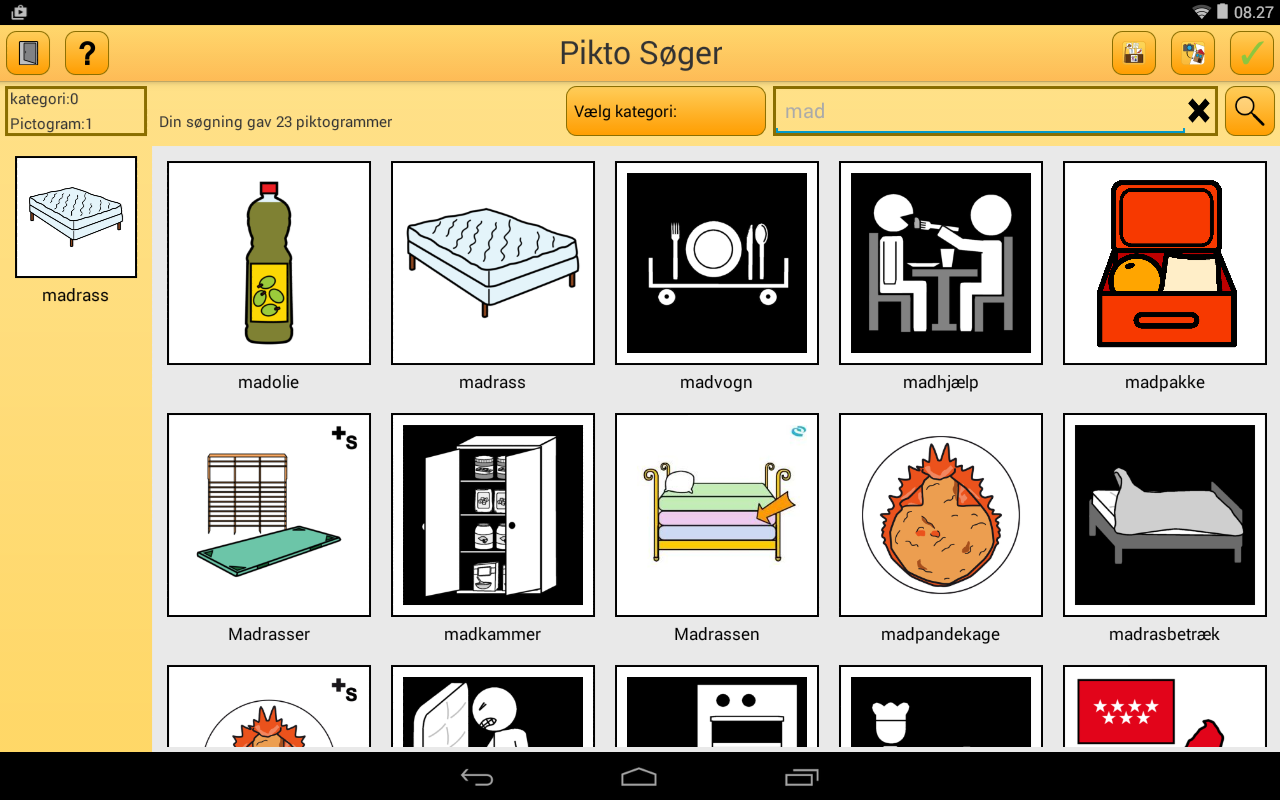 08.27
?
Pikto Søger
kategori:0
Pictogram:1
Din søgning gav 23 piktogrammer
Vælg kategori:
mad
madrass
madolie
madrass
madvogn
madhjælp
madpakke
+s
Madrasser
madkammer
Madrassen
madpandekage
madrasbetræk
+s